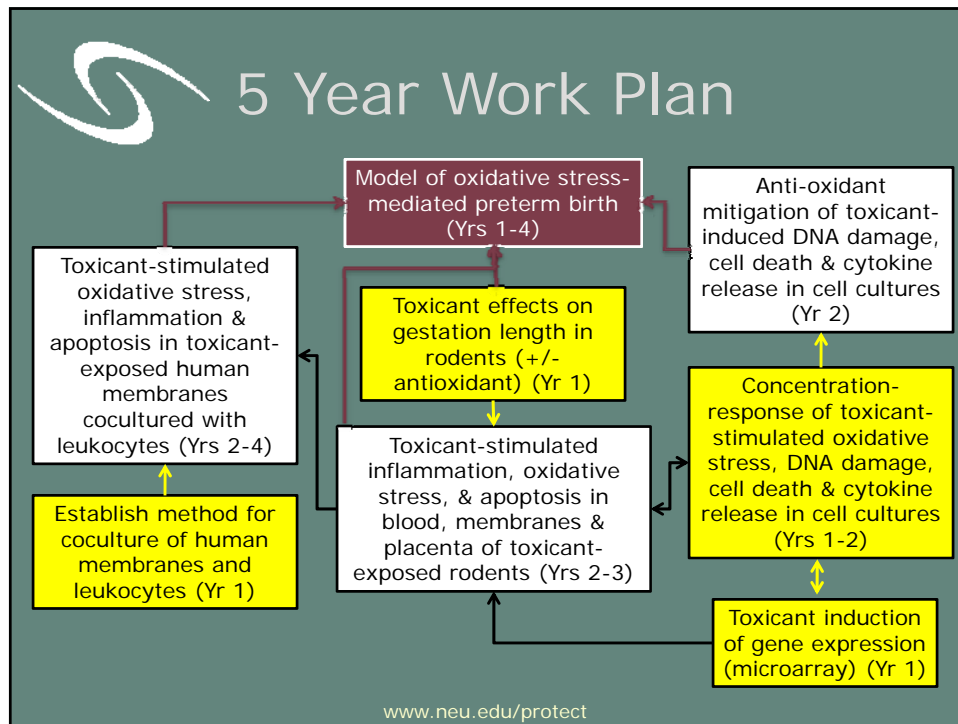 5 Year Work Plan
Model of oxidative stress-
mediated preterm birth
(Yrs 1-4)
Anti-oxidant
mitigation of toxicant-
induced DNA damage,
cell death & cytokine
release in cell cultures
(Yr 2)
Toxicant-stimulated
oxidative stress,
inflammation &
apoptosis in toxicant-
exposed human
membranes
cocultured with
leukocytes (Yrs 2-4)
Toxicant effects on
gestation length in
rodents (+/-
antioxidant) (Yr 1)
Concentration-
response of toxicant-
stimulated oxidative
stress, DNA damage,
cell death & cytokine
release in cell cultures
(Yrs 1-2)
Toxicant-stimulated
inflammation, oxidative
stress, & apoptosis in
blood, membranes &
placenta of toxicant-
exposed rodents (Yrs 2-3)
Establish method for
coculture of human
membranes and
leukocytes (Yr 1)
Toxicant induction
of gene expression
(microarray) (Yr 1)
www.neu.edu/protect